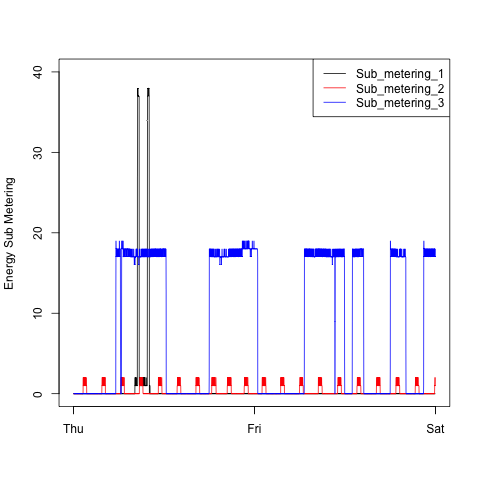 Sub_metering_1
Sub_metering_2
Sub_metering_3
Energy Sub Metering
40
30
20
10
0
Thu
Fri
Sat